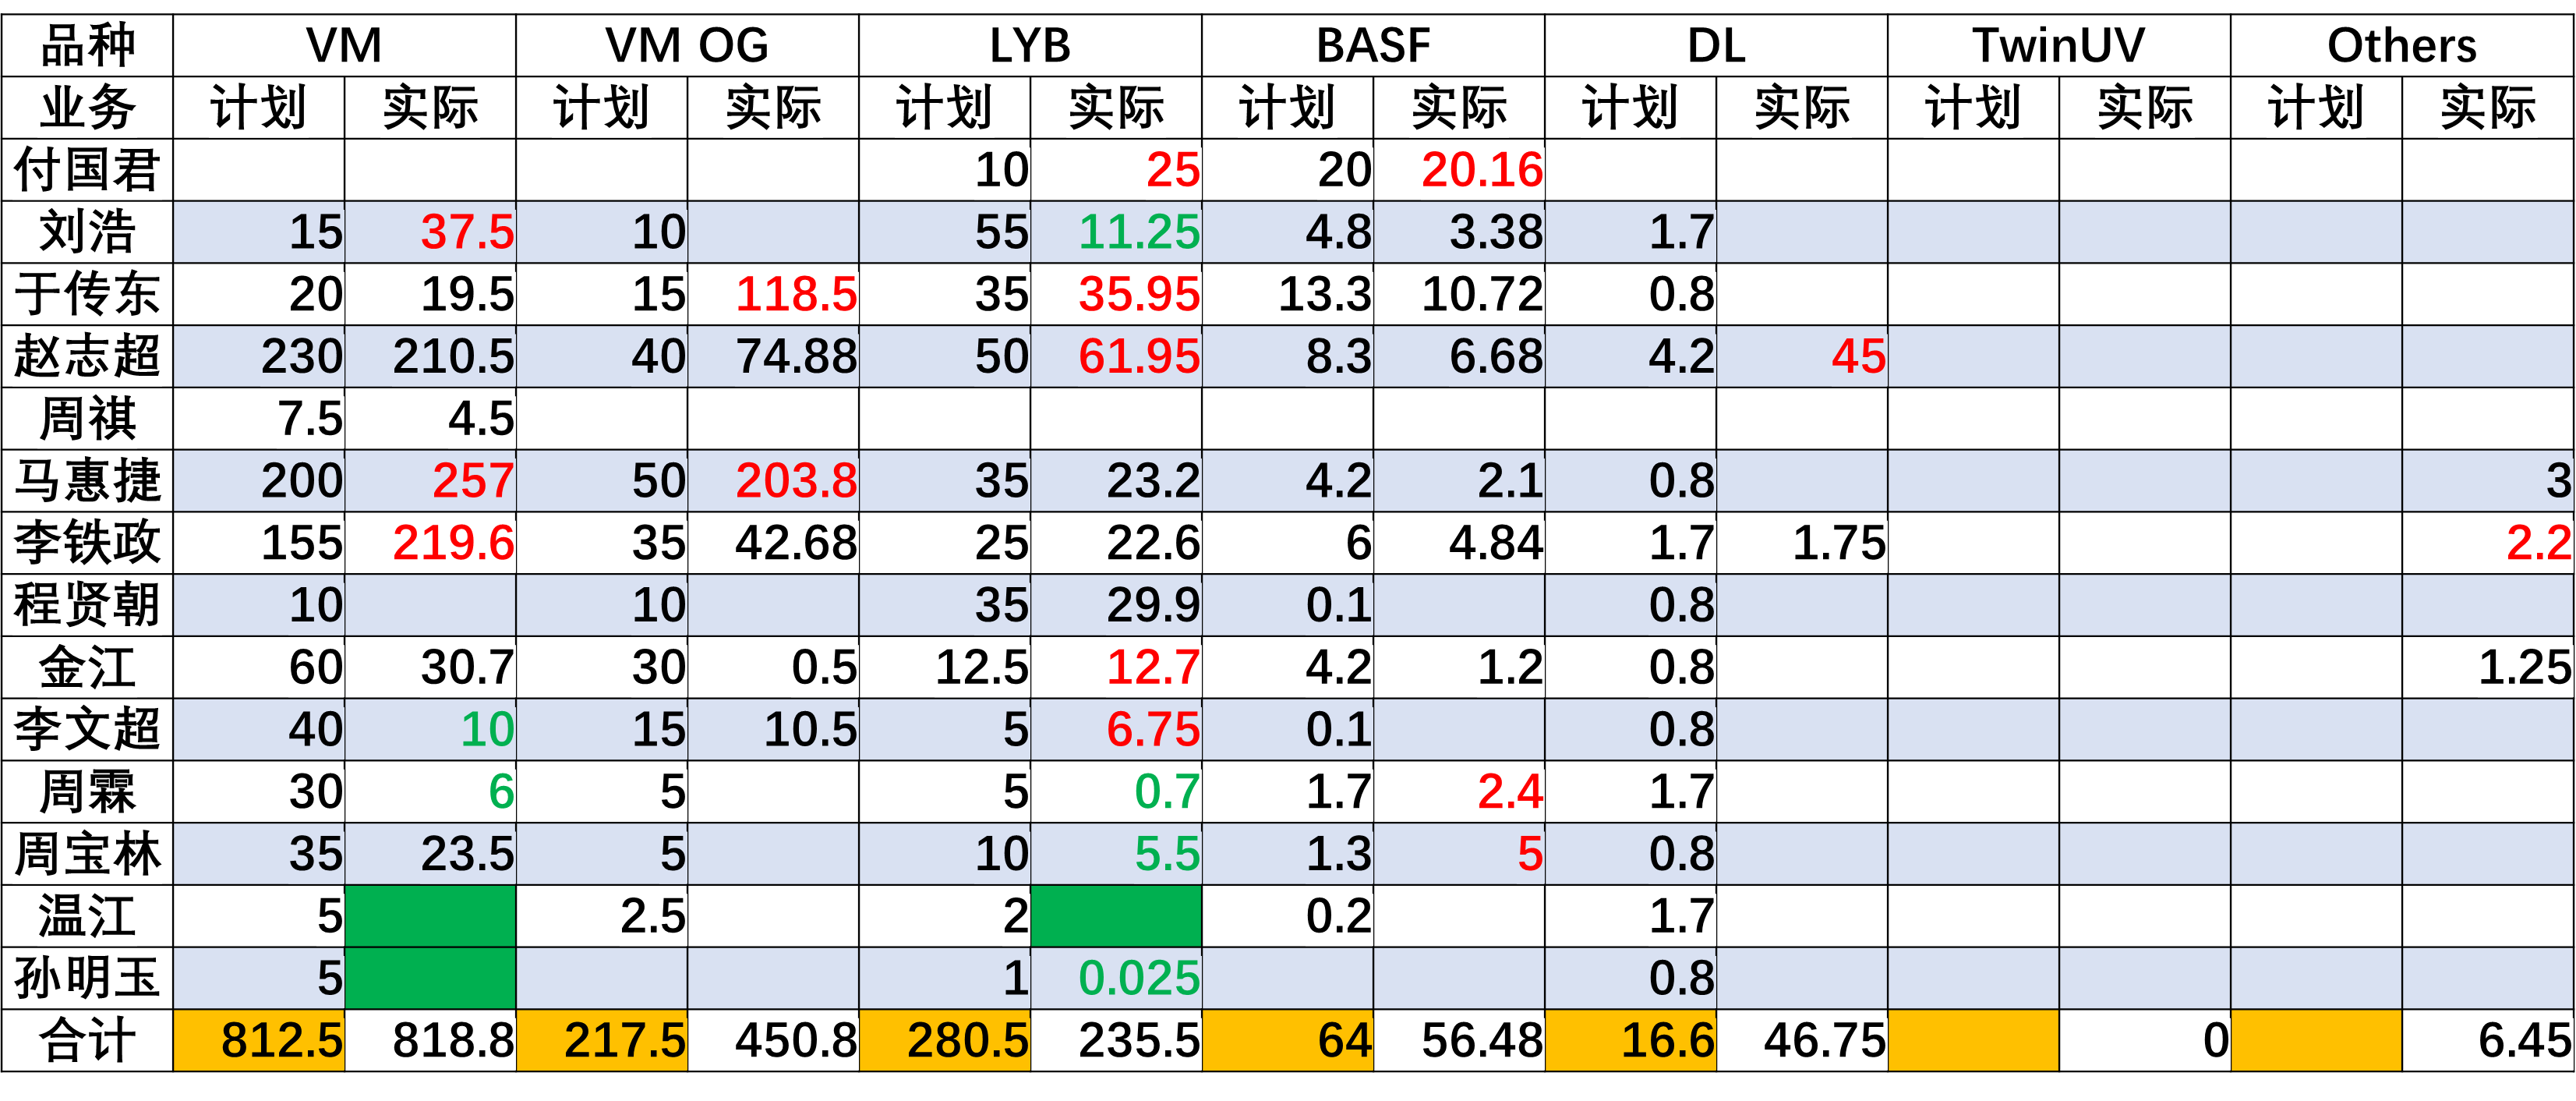 品种 VM VM OG LYB BASF DL TwinUV Others
业务 计划 实际 计划 实际 计划 实际 计划 实际 计划 实际 计划 实际 计划 实际
付国君 10 25 20 20.16
刘浩 15 37.5 10 55 11.25 4.8 3.38 1.7
于传东 20 19.5 15 118.5 35 35.95 13.3 10.72 0.8
赵志超 230 210.5 40 74.88 50 61.95 8.3 6.68 4.2 45
周祺 7.5 4.5
马惠捷 200 257 50 203.8 35 23.2 4.2 2.1 0.8 3
李铁政 155 219.6 35 42.68 25 22.6 6 4.84 1.7 1.75 2.2
程贤朝 10 10 35 29.9 0.1 0.8
金江 60 30.7 30 0.5 12.5 12.7 4.2 1.2 0.8 1.25
李文超 40 10 15 10.5 5 6.75 0.1 0.8
周霖 30 6 5 5 0.7 1.7 2.4 1.7
周宝林 35 23.5 5 10 5.5 1.3 5 0.8
温江 5 2.5 2 0.2 1.7
孙明玉 5 1 0.025 0.8
合计 812.5 818.8 217.5 450.8 280.5 235.5 64 56.48 16.6 46.75 0 6.45